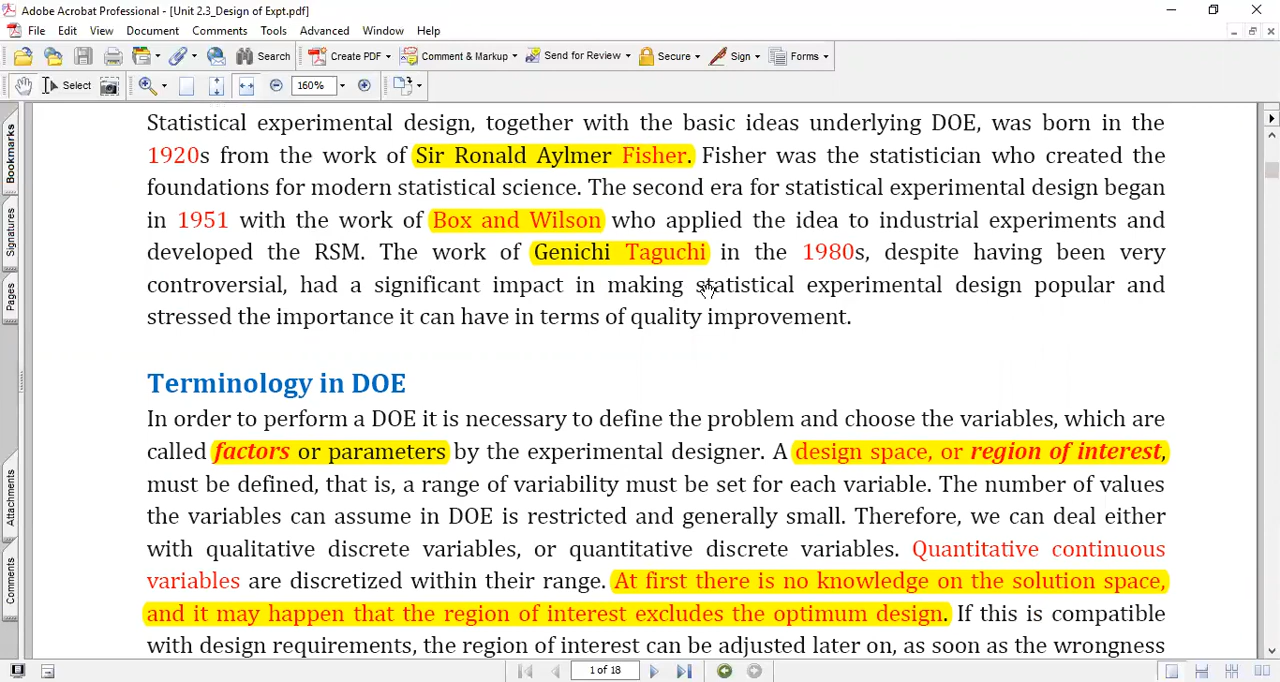 Adobe Acrobat Professional - [Unit 2.3_Design of Expt.pdf]
File Edit View Document Comments Tools Advanced Window Help
Search Create PDF Comment & Markup Send for Review Secure Sign Forms
Select 160%
Bookmarks
Signatures
Pages
Attachments
Comments
Statistical experimental design, together with the basic ideas underlying DOE, was born in the
1920s from the work of Sir Ronald Aylmer Fisher. Fisher was the statistician who created the
foundations for modern statistical science. The second era for statistical experimental design began
in 1951 with the work of Box and Wilson who applied the idea to industrial experiments and
developed the RSM. The work of Genichi Taguchi in the 1980s, despite having been very
controversial, had a significant impact in making statistical experimental design popular and
stressed the importance it can have in terms of quality improvement.
Terminology in DOE
In order to perform a DOE it is necessary to define the problem and choose the variables, which are
called factors or parameters by the experimental designer. A design space, or region of interest,
must be defined, that is, a range of variability must be set for each variable. The number of values
the variables can assume in DOE is restricted and generally small. Therefore, we can deal either
with qualitative discrete variables, or quantitative discrete variables. Quantitative continuous
variables are discretized within their range. At first there is no knowledge on the solution space,
and it may happen that the region of interest excludes the optimum design. If this is compatible
with design requirements, the region of interest can be adjusted later on, as soon as the wrongness
1 of 18